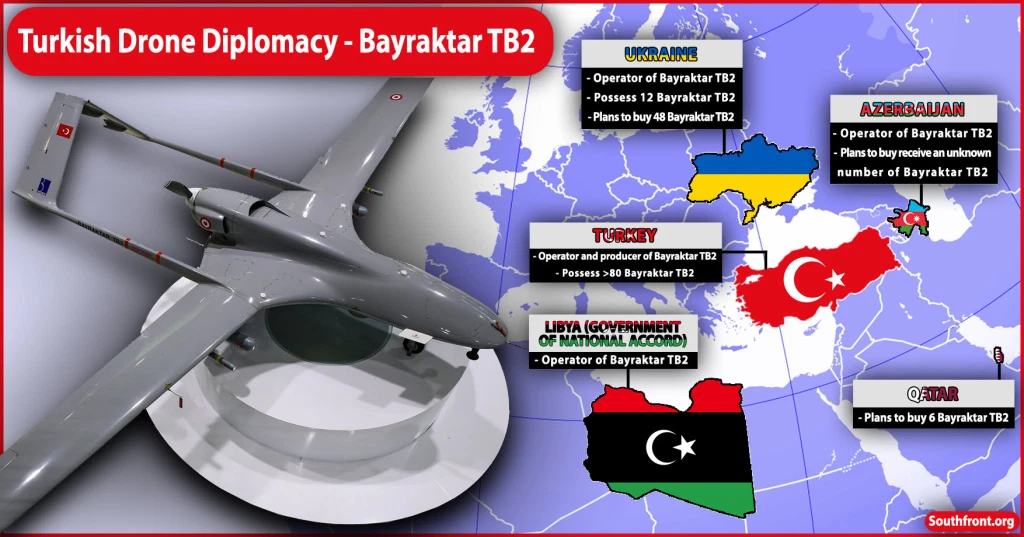 Turkish Drone Diplomacy - Bayraktar TB2
UKRAINE
- Operator of Bayraktar TB2
- Possess 12 Bayraktar TB2
- Plans to buy 48 Bayraktar TB2
AZERBAIJAN
- Operator of Bayraktar TB2
- Plans to buy receive an unknown
number of Bayraktar TB2
TURKEY
- Operator and producer of Bayraktar TB2
- Possess >80 Bayraktar TB2
LIBYA (GOVERNMENT
OF NATIONAL ACCORD)
- Operator of Bayraktar TB2
QATAR
- Plans to buy 6 Bayraktar TB2
BAYRAKTAR TB2
Southfront.org